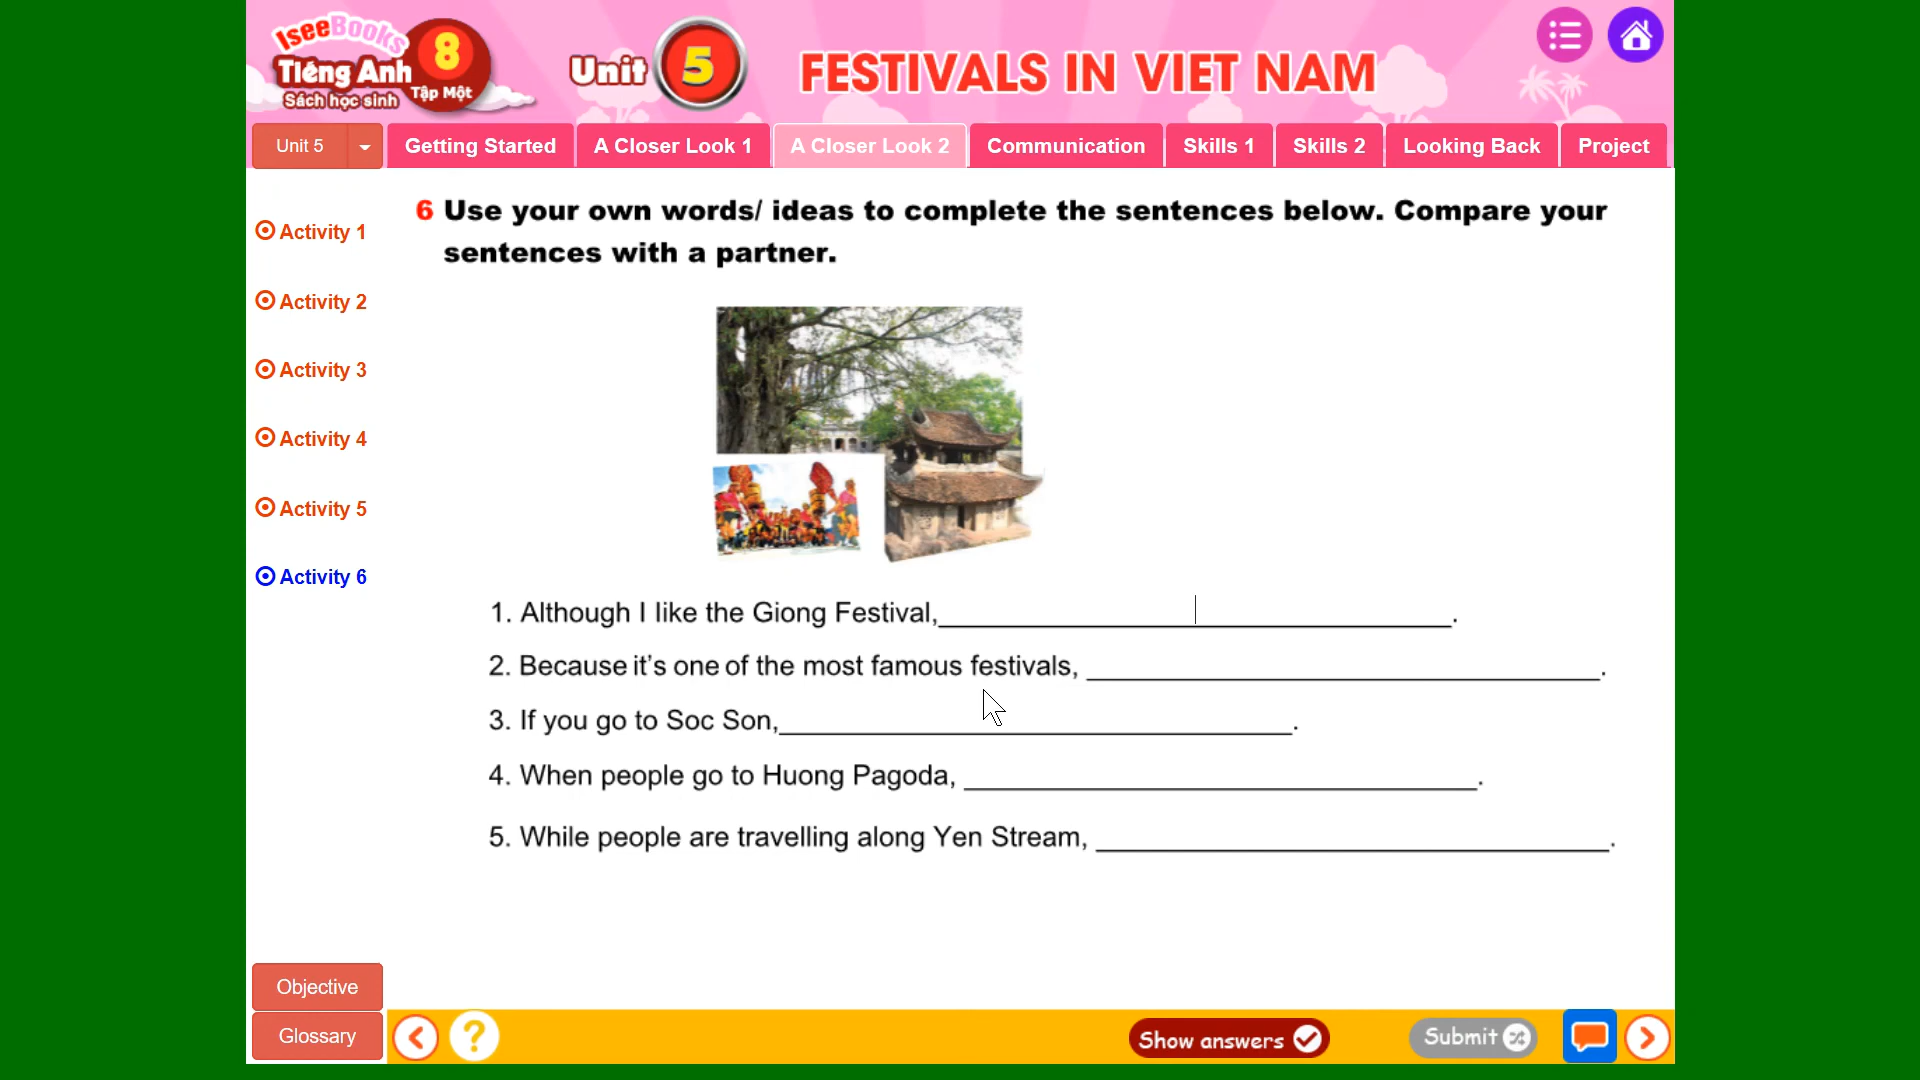 IseeBooks
Tiếng Anh 8
Sách học sinh Tập Một
Unit 5
FESTIVALS IN VIET NAM
Unit 5
Getting Started
A Closer Look 1
A Closer Look 2
Communication
Skills 1
Skills 2
Looking Back
Project
Activity 1
Activity 2
Activity 3
Activity 4
Activity 5
Activity 6
6 Use your own words/ ideas to complete the sentences below. Compare your
sentences with a partner.
1. Although I like the Giong Festival,__________.
2. Because it's one of the most famous festivals, __________.
3. If you go to Soc Son,__________.
4. When people go to Huong Pagoda, __________.
5. While people are travelling along Yen Stream, __________.
Objective
Glossary
?
Show answers
Submit